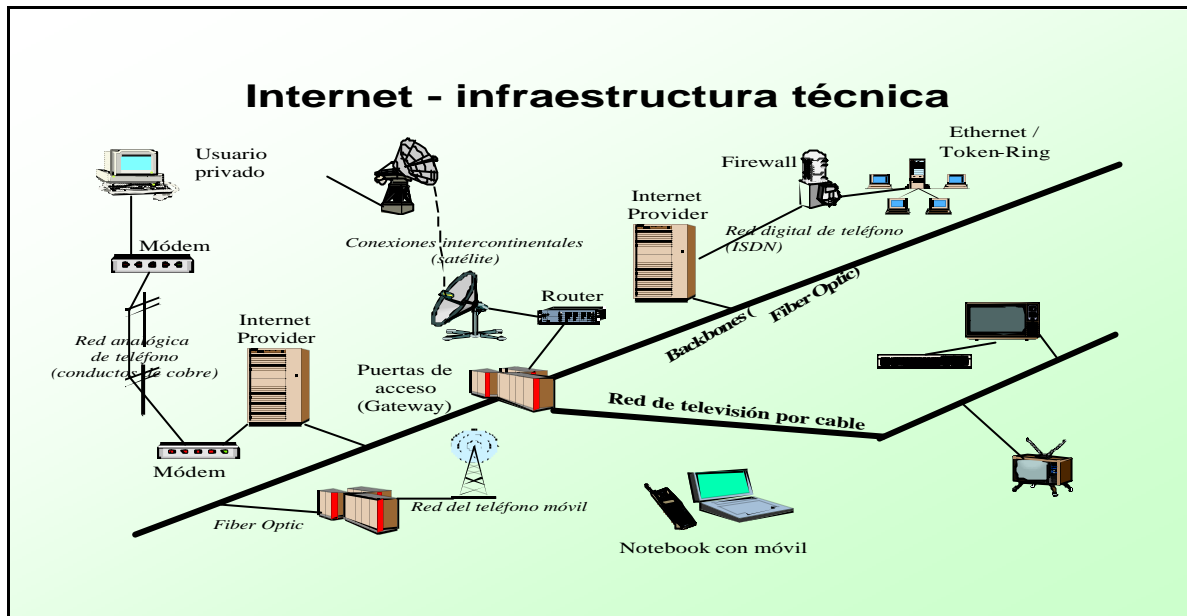 Internet - infraestructura técnica
Usuario
privado
Módem
Red analógica
de teléfono
(conductos de cobre)
Módem
Internet
Provider
Conexiones intercontinentales
(satélite)
Router
Puertas de
acceso
(Gateway)
Internet
Provider
Firewall
Ethernet /
Token-Ring
Red digital de teléfono
(ISDN)
Backbones ( Fiber Optic)
Red de televisión por cable
Fiber Optic
Red del teléfono móvil
Notebook con móvil